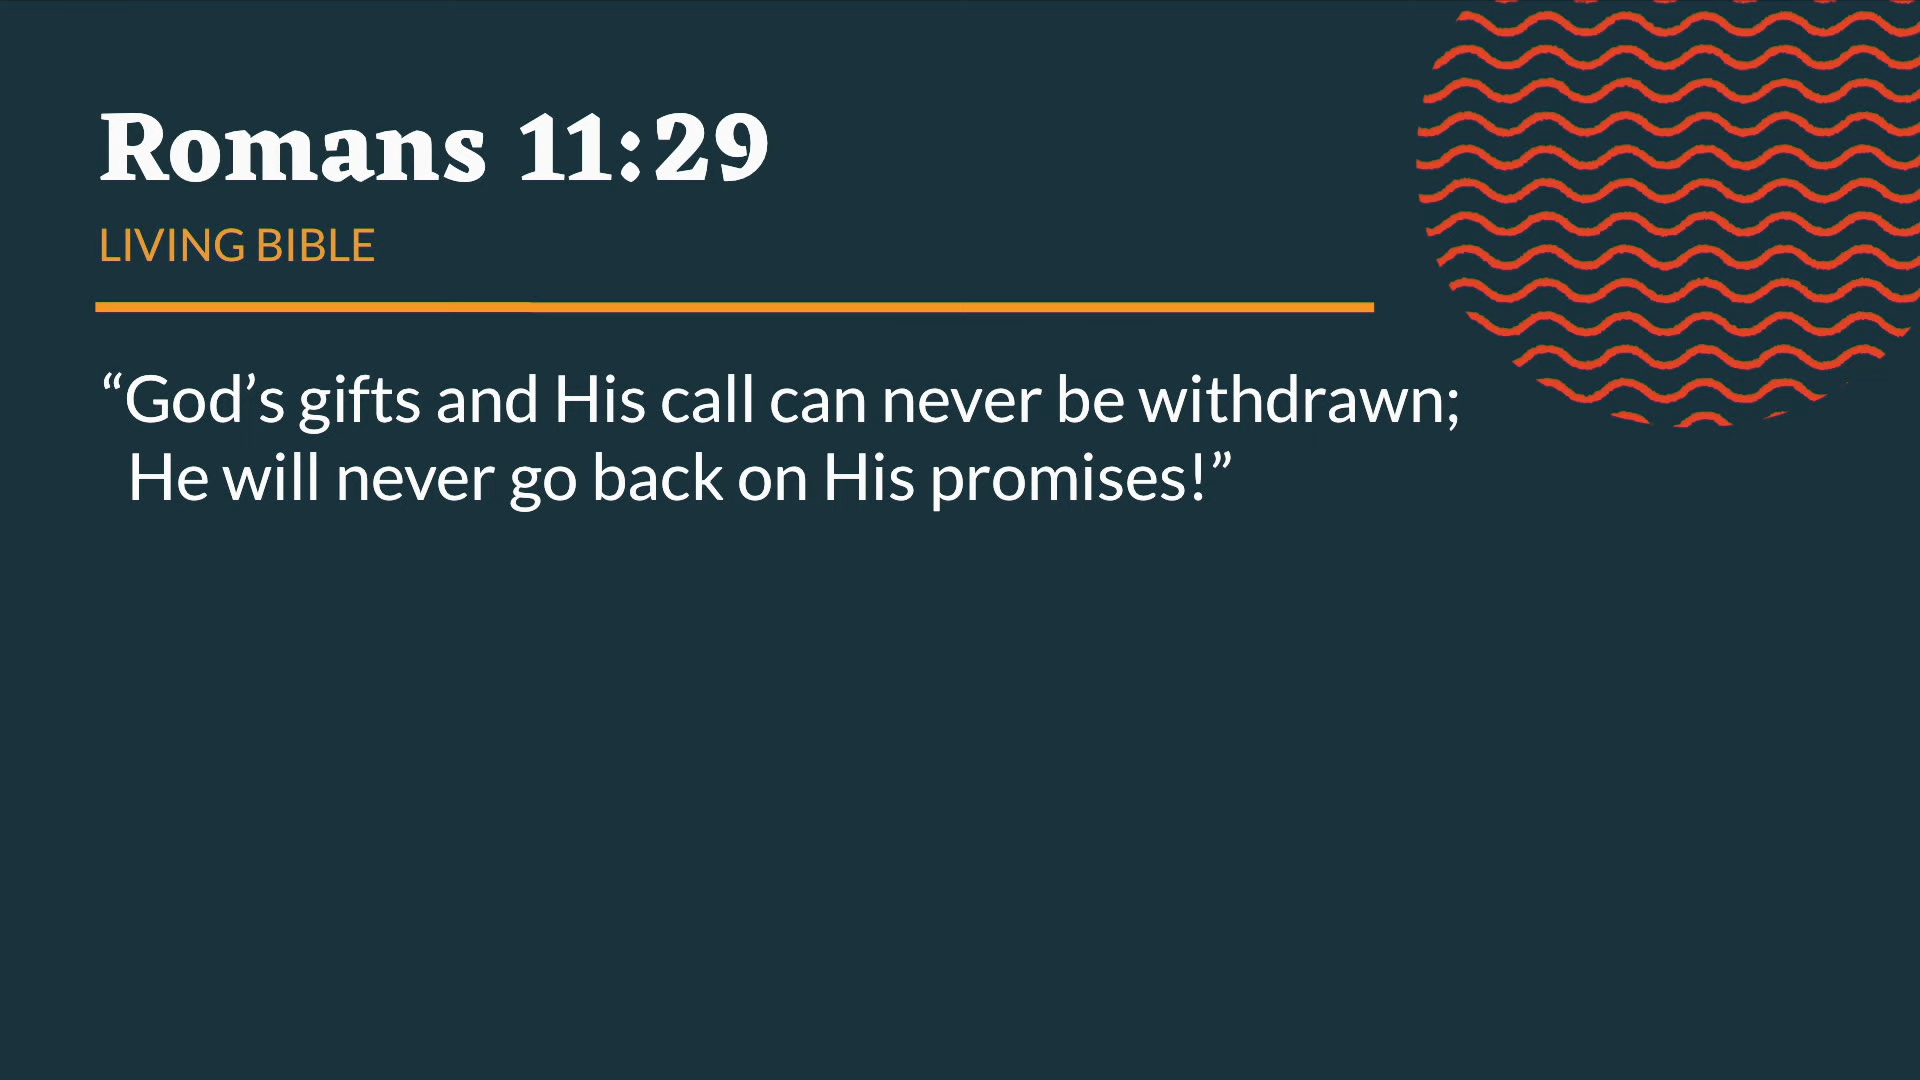 Romans 11:29
LIVING BIBLE
“God’s gifts and His call can never be withdrawn;
He will never go back on His promises!”